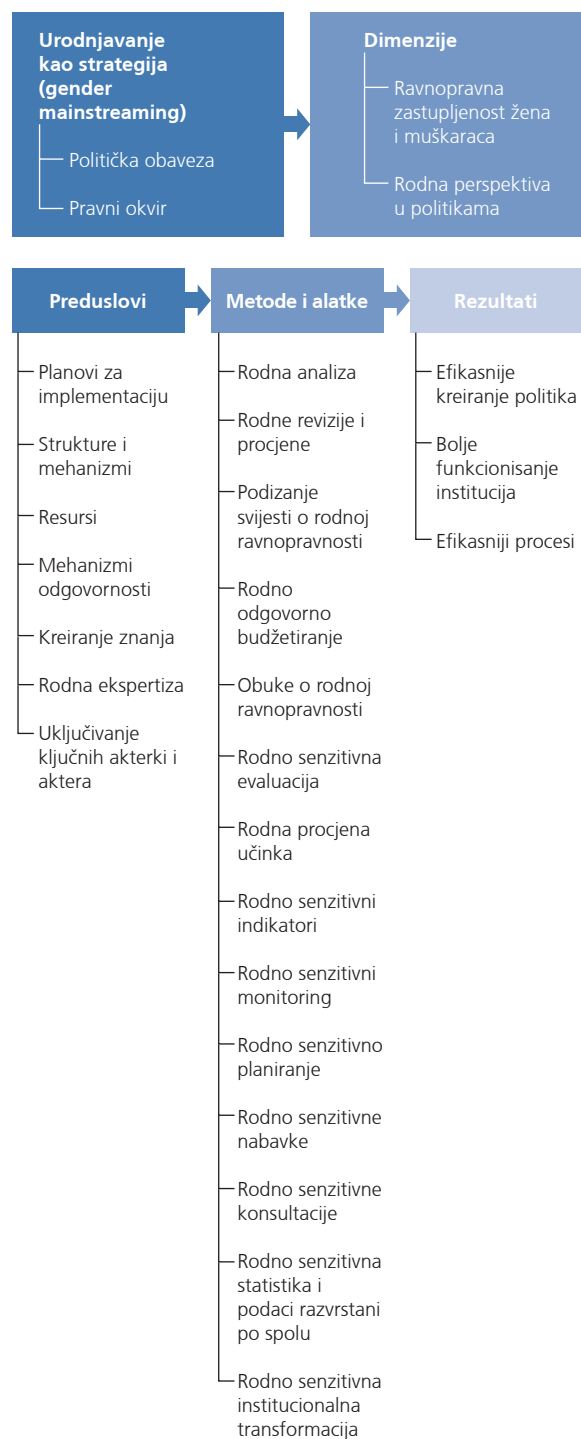 Urodnjavanje
kao strategija
(gender
mainstreaming)
Politička obaveza
Pravni okvir
Dimenzije
Ravnopravna
zastupljenost žena
i muškaraca
Rodna perspektiva
u politikama
Preduslovi
Planovi za
implementaciju
Strukture i
mehanizmi
Resursi
Mehanizmi
odgovornosti
Kreiranje znanja
Rodna ekspertiza
Uključivanje
ključnih akterki i
aktera
Metode i alatke
Rodna analiza
Rodne revizije i
procjene
Podizanje
svijesti o rodnoj
ravnopravnosti
Rodno
odgovorno
budžetiranje
Obuke o rodnoj
ravnopravnosti
Rodno senzitivna
evaluacija
Rodna procjena
učinka
Rodno senzitivni
indikatori
Rodno senzitivni
monitoring
Rodno senzitivno
planiranje
Rodno senzitivne
nabavke
Rodno senzitivne
konsultacije
Rodno senzitivna
statistika i
podaci razvrstani
po spolu
Rodno senzitivna
institucionalna
transformacija
Rezultati
Efikasnije
kreiranje politika
Bolje
funkcionisanje
institucija
Efikasniji procesi